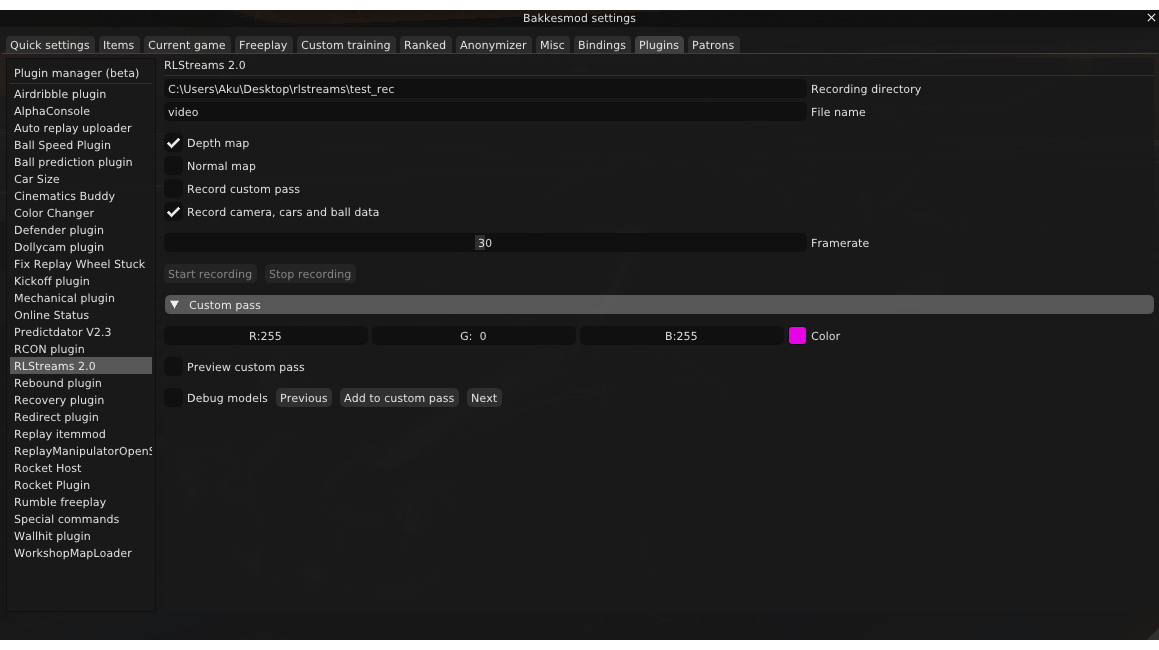 Bakkesmod settings
Quick settings Items Current game Freeplay Custom training Ranked Anonymizer Misc Bindings Plugins Patrons
Plugin manager (beta)
Airdribble plugin
AlphaConsole
Auto replay uploader
Ball Speed Plugin
Ball prediction plugin
Car Size
Cinematics Buddy
Color Changer
Defender plugin
Dollycam plugin
Fix Replay Wheel Stuck
Kickoff plugin
Mechanical plugin
Online Status
Predictdator V2.3
RCON plugin
RLStreams 2.0
Rebound plugin
Recovery plugin
Redirect plugin
Replay itemmod
ReplayManipulatorOpenS
Rocket Host
Rocket Plugin
Rumble freeplay
Special commands
Wallhit plugin
WorkshopMapLoader
RLStreams 2.0
C:\Users\Aku\Desktop\rlstreams\test_rec Recording directory
video File name
Depth map
Normal map
Record custom pass
Record camera, cars and ball data
30 Framerate
Start recording Stop recording
Custom pass
R:255 G: 0 B:255 Color
Preview custom pass
Debug models Previous Add to custom pass Next